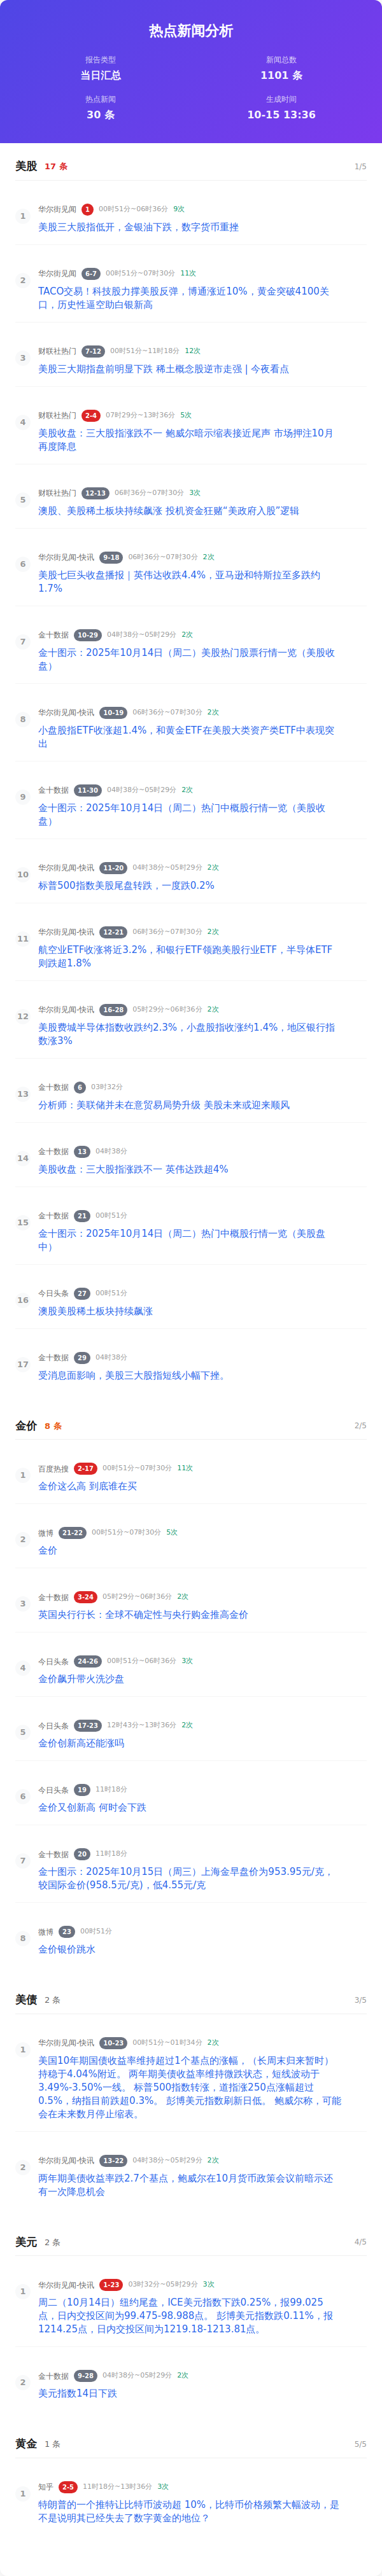 热点新闻分析
报告类型 新闻总数
当日汇总 1101 条
热点新闻 生成时间
30 条 10-15 13:36
美股 17 条 1/5
1
华尔街见闻 1 00时51分~06时36分 9次
美股三大股指低开，金银油下跌，数字货币重挫
2
华尔街见闻 6-7 00时51分~07时30分 11次
TACO交易！科技股力撑美股反弹，博通涨近10%，黄金突破4100关
口，历史性逼空助白银新高
3
财联社热门 7-12 00时51分~11时18分 12次
美股三大期指盘前明显下跌 稀土概念股逆市走强 | 今夜看点
4
财联社热门 2-4 07时29分~13时36分 5次
美股收盘：三大股指涨跌不一 鲍威尔暗示缩表接近尾声 市场押注10月
再度降息
5
财联社热门 12-13 06时36分~07时30分 3次
澳股、美股稀土板块持续飙涨 投机资金狂赌“美政府入股”逻辑
6
华尔街见闻-快讯 9-18 06时36分~07时30分 2次
美股七巨头收盘播报｜英伟达收跌4.4%，亚马逊和特斯拉至多跌约
1.7%
7
金十数据 10-29 04时38分~05时29分 2次
金十图示：2025年10月14日（周二）美股热门股票行情一览（美股收
盘）
8
华尔街见闻-快讯 10-19 06时36分~07时30分 2次
小盘股指ETF收涨超1.4%，和黄金ETF在美股大类资产类ETF中表现突
出
9
金十数据 11-30 04时38分~05时29分 2次
金十图示：2025年10月14日（周二）热门中概股行情一览（美股收
盘）
10
华尔街见闻-快讯 11-20 04时38分~05时29分 2次
标普500指数美股尾盘转跌，一度跌0.2%
11
华尔街见闻-快讯 12-21 06时36分~07时30分 2次
航空业ETF收涨将近3.2%，和银行ETF领跑美股行业ETF，半导体ETF
则跌超1.8%
12
华尔街见闻-快讯 16-28 05时29分~06时36分 2次
美股费城半导体指数收跌约2.3%，小盘股指收涨约1.4%，地区银行指
数涨3%
13
金十数据 6 03时32分
分析师：美联储并未在意贸易局势升级 美股未来或迎来顺风
14
金十数据 13 04时38分
美股收盘：三大股指涨跌不一 英伟达跌超4%
15
金十数据 21 00时51分
金十图示：2025年10月14日（周二）热门中概股行情一览（美股盘
中）
16
今日头条 27 00时51分
澳股美股稀土板块持续飙涨
17
金十数据 29 04时38分
受消息面影响，美股三大股指短线小幅下挫。
金价 8 条 2/5
1
百度热搜 2-17 00时51分~07时30分 11次
金价这么高 到底谁在买
2
微博 21-22 00时51分~07时30分 5次
金价
3
金十数据 3-24 05时29分~06时36分 2次
英国央行行长：全球不确定性与央行购金推高金价
4
今日头条 24-26 00时51分~06时36分 3次
金价飙升带火洗沙盘
5
今日头条 17-23 12时43分~13时36分 2次
金价创新高还能涨吗
6
今日头条 19 11时18分
金价又创新高 何时会下跌
7
金十数据 20 11时18分
金十图示：2025年10月15日（周三）上海金早盘价为953.95元/克，
较国际金价(958.5元/克)，低4.55元/克
8
微博 23 00时51分
金价银价跳水
美债 2 条 3/5
1
华尔街见闻-快讯 10-23 00时51分~01时34分 2次
美国10年期国债收益率维持超过1个基点的涨幅，（长周末归来暂时）
持稳于4.04%附近。 两年期美债收益率维持微跌状态，短线波动于
3.49%-3.50%一线。 标普500指数转涨，道指涨250点涨幅超过
0.5%，纳指目前跌超0.3%。 彭博美元指数刷新日低。 鲍威尔称，可能
会在未来数月停止缩表。
2
华尔街见闻-快讯 13-22 04时38分~05时29分 2次
两年期美债收益率跌2.7个基点，鲍威尔在10月货币政策会议前暗示还
有一次降息机会
美元 2 条 4/5
1
华尔街见闻-快讯 1-23 03时32分~05时29分 3次
周二（10月14日）纽约尾盘，ICE美元指数下跌0.25%，报99.025
点，日内交投区间为99.475-98.988点。 彭博美元指数跌0.11%，报
1214.25点，日内交投区间为1219.18-1213.81点。
2
金十数据 9-28 04时38分~05时29分 2次
美元指数14日下跌
黄金 1 条 5/5
1
知乎 2-5 11时18分~13时36分 3次
特朗普的一个推特让比特币波动超 10%，比特币价格频繁大幅波动，是
不是说明其已经失去了数字黄金的地位？